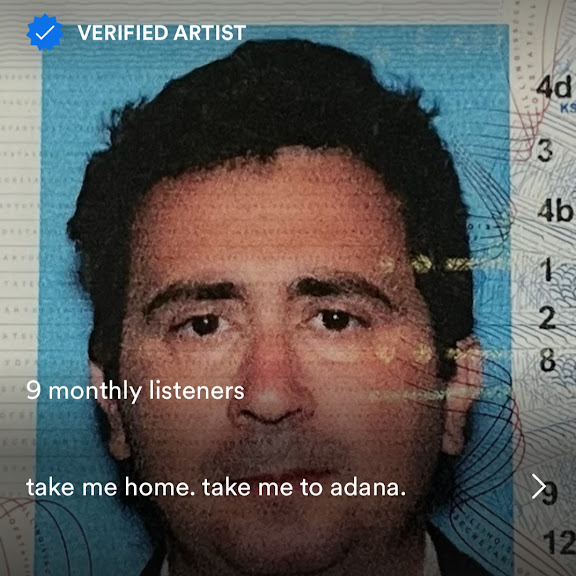 VERIFIED ARTIST
4d
KS
3
4b
1
2
8
9 monthly listeners
take me home. take me to adana.
9
12